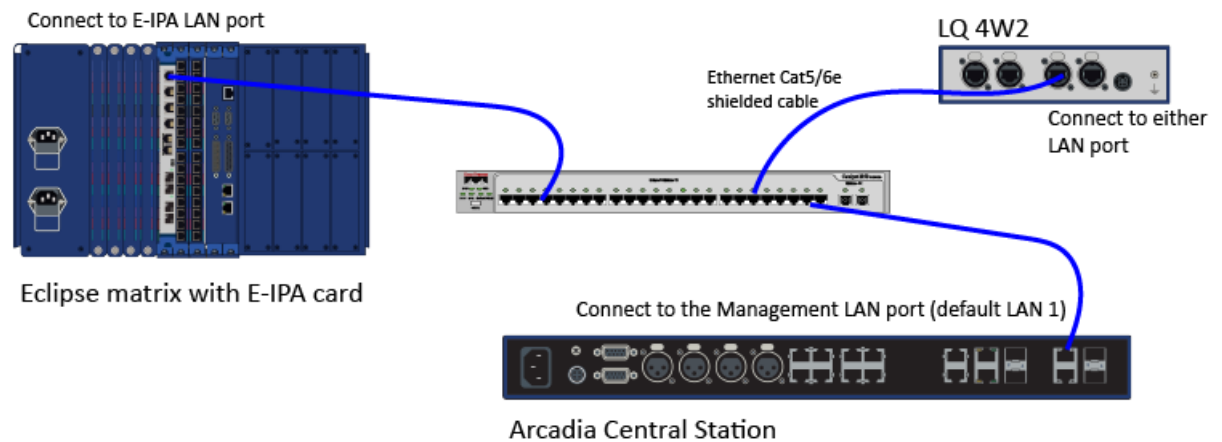 Connect to E-IPA LAN port
LQ 4W2
Ethernet Cat5/6e
shielded cable
Connect to either
LAN port
Eclipse matrix with E-IPA card
Connect to the Management LAN port (default LAN 1)
Arcadia Central Station